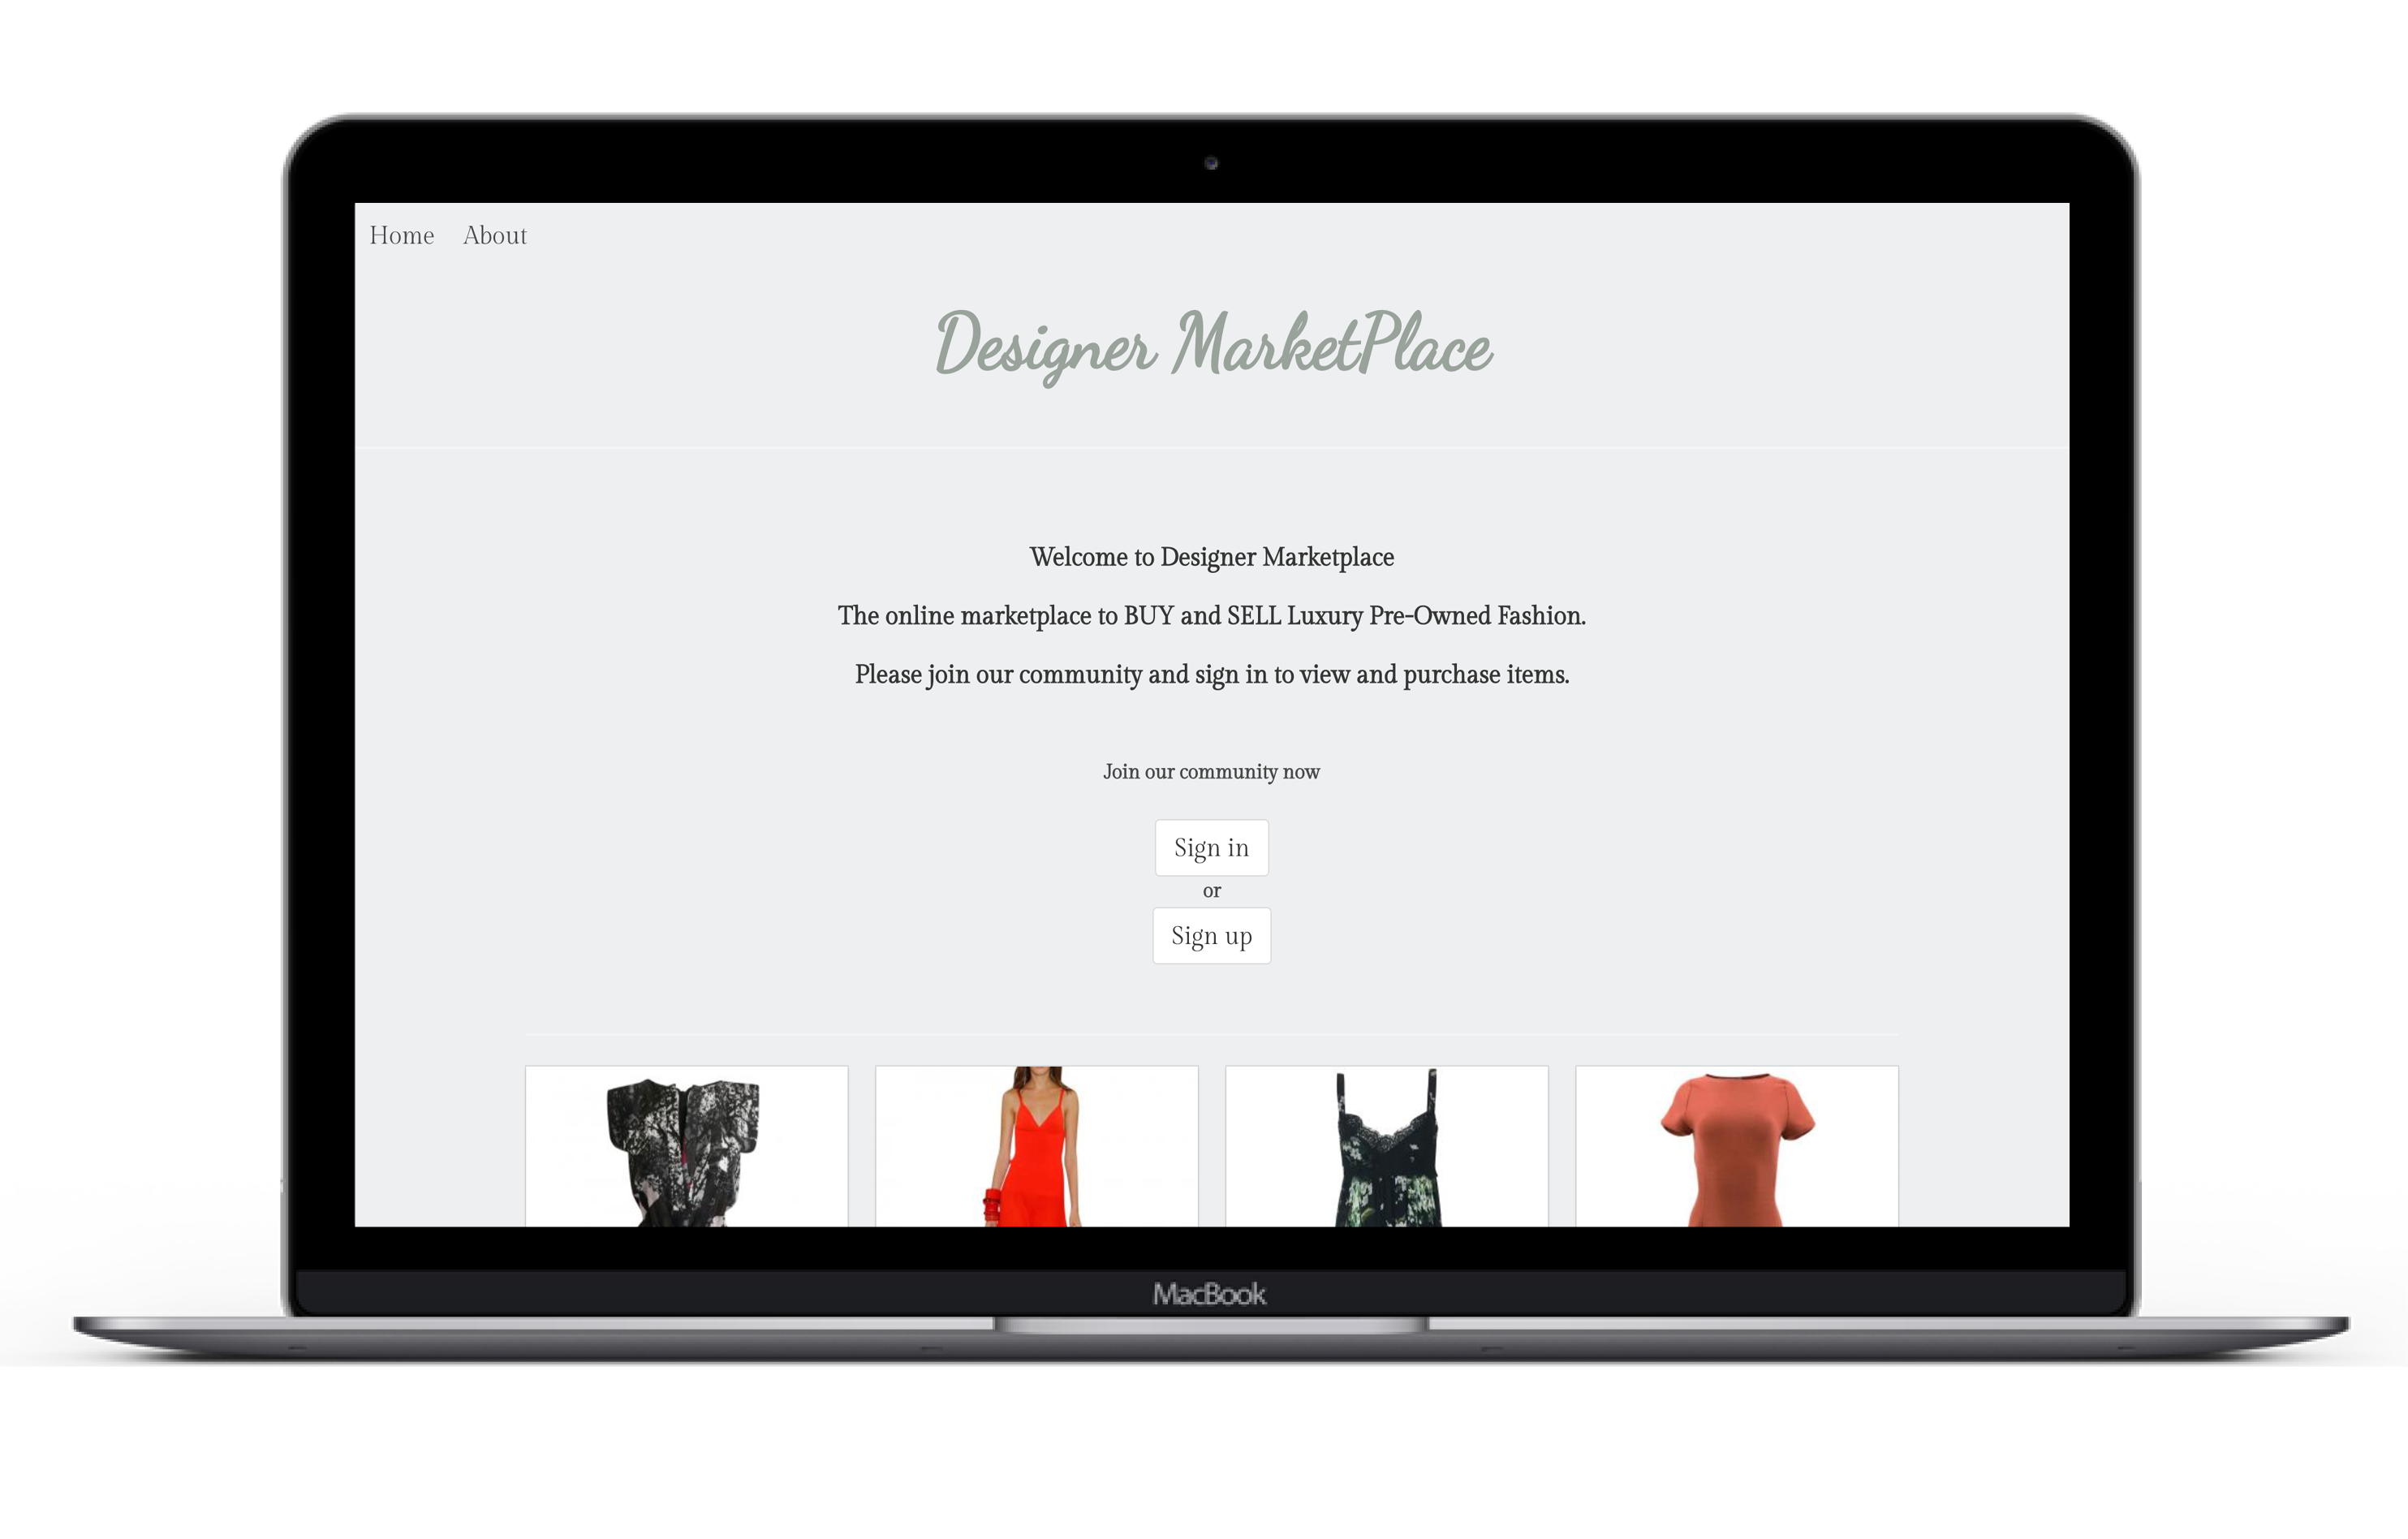 Home About
Designer MarketPlace
Welcome to Designer Marketplace
The online marketplace to BUY and SELL Luxury Pre-Owned Fashion.
Please join our community and sign in to view and purchase items.
Join our community now
Sign in
or
Sign up
MacBook